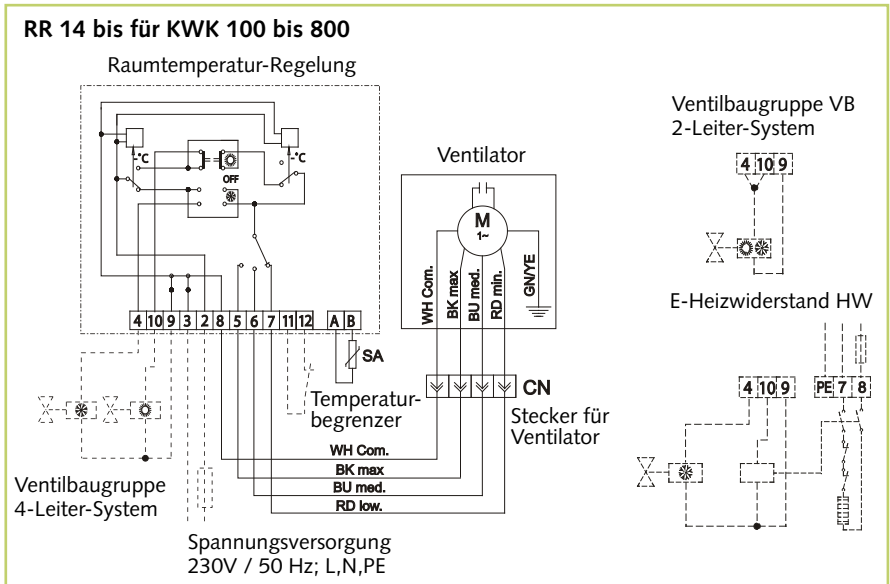 RR 14 bis für KWK 100 bis 800
Raumtemperatur-Regelung
-°C
-°C
OFF
4 10 9 3 2 8 5 6 7 11 12 A B
SA
Temperatur-
begrenzer
Ventilator
M
1~
WH Com.
BK max
BU med.
RD min.
GN/YE
CN
Stecker für
Ventilator
WH Com.
BK max
BU med.
RD low.
Ventilbaugruppe
4-Leiter-System
Spannungsversorgung
230V / 50 Hz; L,N,PE
Ventilbaugruppe VB
2-Leiter-System
4 10 9
E-Heizwiderstand HW
4 10 9
PE 7 8